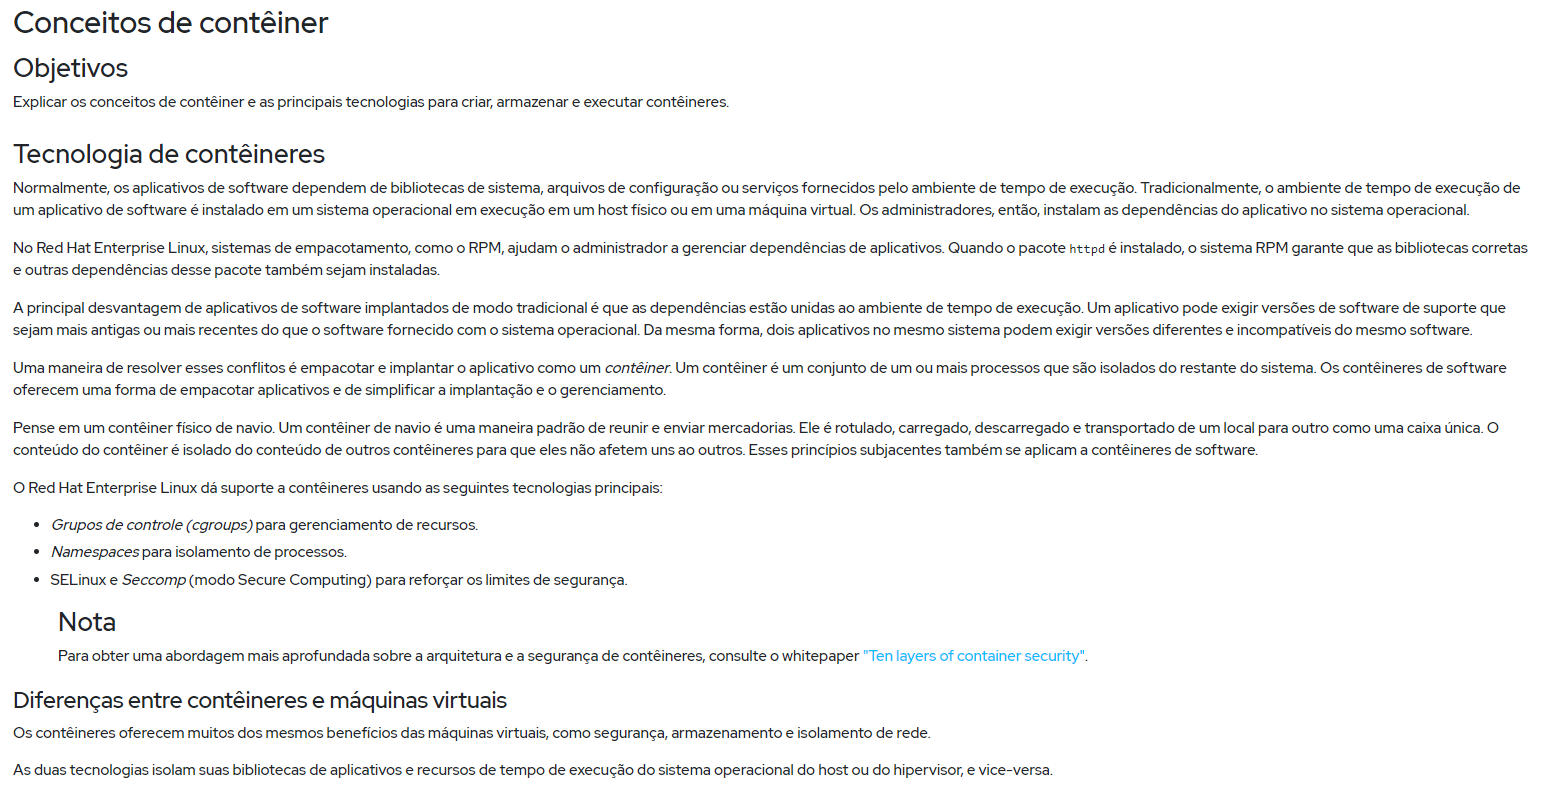 Conceitos de contêiner
Objetivos
Explicar os conceitos de contêiner e as principais tecnologias para criar, armazenar e executar contêineres.
Tecnologia de contêineres
Normalmente, os aplicativos de software dependem de bibliotecas de sistema, arquivos de configuração ou serviços fornecidos pelo ambiente de tempo de execução. Tradicionalmente, o ambiente de tempo de execução de
um aplicativo de software é instalado em um sistema operacional em execução em um host físico ou em uma máquina virtual. Os administradores, então, instalam as dependências do aplicativo no sistema operacional.
No Red Hat Enterprise Linux, sistemas de empacotamento, como o RPM, ajudam o administrador a gerenciar dependências de aplicativos. Quando o pacote httpd é instalado, o sistema RPM garante que as bibliotecas corretas
e outras dependências desse pacote também sejam instaladas.
A principal desvantagem de aplicativos de software implantados de modo tradicional é que as dependências estão unidas ao ambiente de tempo de execução. Um aplicativo pode exigir versões de software de suporte que
sejam mais antigas ou mais recentes do que o software fornecido com o sistema operacional. Da mesma forma, dois aplicativos no mesmo sistema podem exigir versões diferentes e incompatíveis do mesmo software.
Uma maneira de resolver esses conflitos é empacotar e implantar o aplicativo como um contêiner. Um contêiner é um conjunto de um ou mais processos que são isolados do restante do sistema. Os contêineres de software
oferecem uma forma de empacotar aplicativos e de simplificar a implantação e o gerenciamento.
Pense em um contêiner físico de navio. Um contêiner de navio é uma maneira padrão de reunir e enviar mercadorias. Ele é rotulado, carregado, descarregado e transportado de um local para outro como uma caixa única. O
conteúdo do contêiner é isolado do conteúdo de outros contêineres para que eles não afetem uns ao outros. Esses princípios subjacentes também se aplicam a contêineres de software.
O Red Hat Enterprise Linux dá suporte a contêineres usando as seguintes tecnologias principais:
• Grupos de controle (cgroups) para gerenciamento de recursos.
• Namespaces para isolamento de processos.
• SELinux e Seccomp (modo Secure Computing) para reforçar os limites de segurança.
Nota
Para obter uma abordagem mais aprofundada sobre a arquitetura e a segurança de contêineres, consulte o whitepaper "Ten layers of container security".
Diferenças entre contêineres e máquinas virtuais
Os contêineres oferecem muitos dos mesmos benefícios das máquinas virtuais, como segurança, armazenamento e isolamento de rede.
As duas tecnologias isolam suas bibliotecas de aplicativos e recursos de tempo de execução do sistema operacional do host ou do hipervisor, e vice-versa.